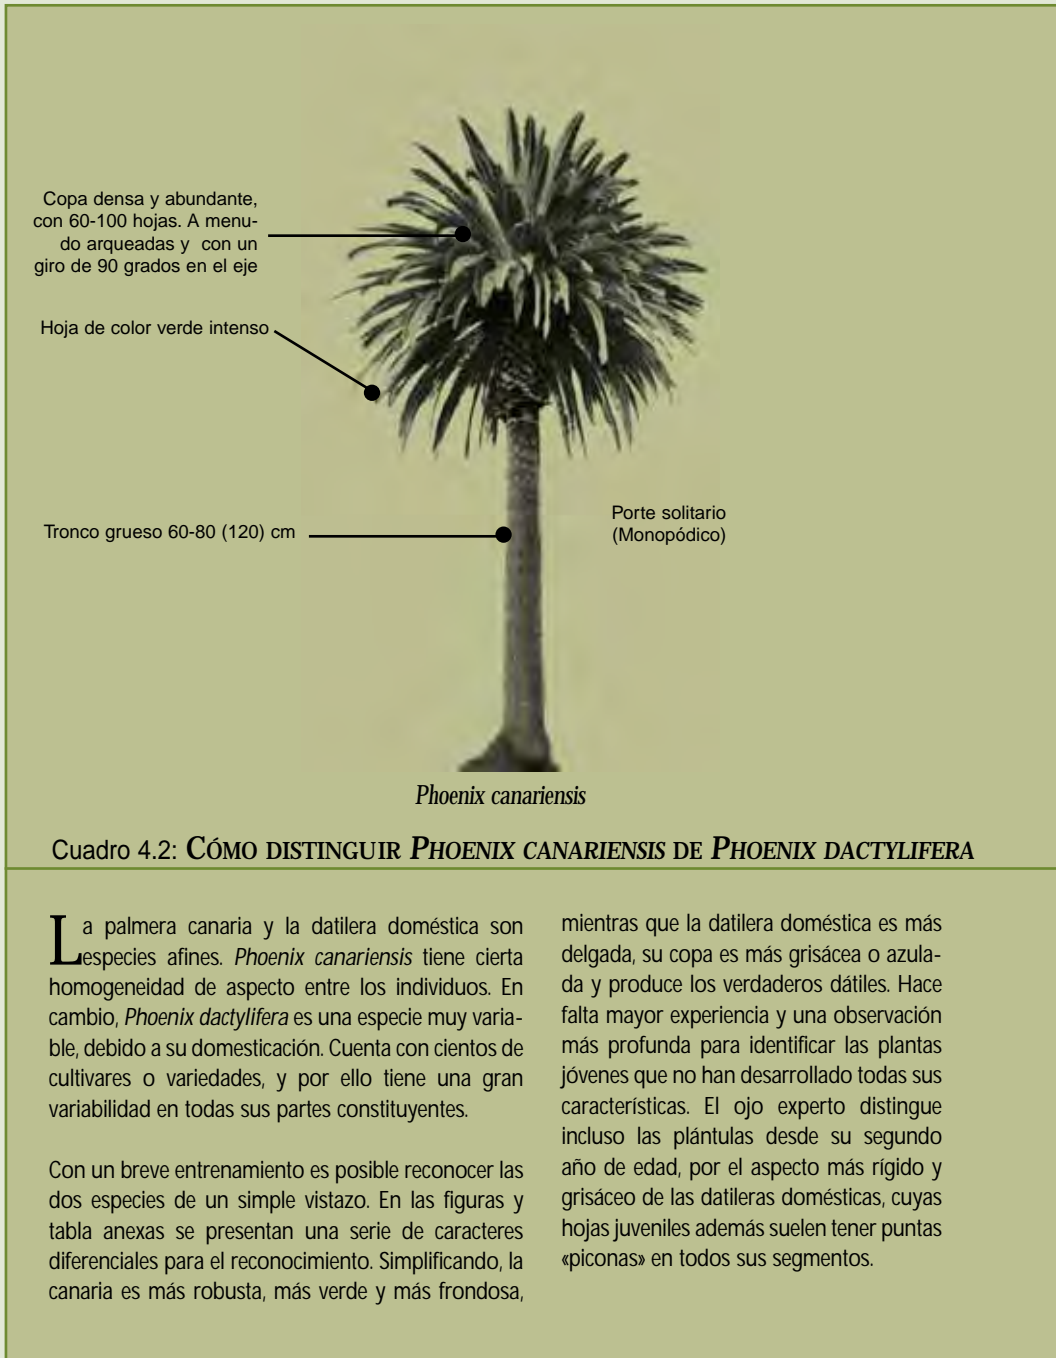 Copa densa y abundante,
con 60-100 hojas. A menu-
do arqueadas y con un
giro de 90 grados en el eje
Hoja de color verde intenso
Tronco grueso 60-80 (120) cm
Porte solitario
(Monopódico)
Phoenix canariensis
Cuadro 4.2: CÓMO DISTINGUIR PHOENIX CANARIENSIS DE PHOENIX DACTYLIFERA
La palmera canaria y la datilera doméstica son
especies afines. Phoenix canariensis tiene cierta
homogeneidad de aspecto entre los individuos. En
cambio, Phoenix dactylifera es una especie muy varia-
ble, debido a su domesticación. Cuenta con cientos de
cultivares o variedades, y por ello tiene una gran
variabilidad en todas sus partes constituyentes.
Con un breve entrenamiento es posible reconocer las
dos especies de un simple vistazo. En las figuras y
tabla anexas se presentan una serie de caracteres
diferenciales para el reconocimiento. Simplificando, la
canaria es más robusta, más verde y más frondosa,
mientras que la datilera doméstica es más
delgada, su copa es más grisácea o azula-
da y produce los verdaderos dátiles. Hace
falta mayor experiencia y una observación
más profunda para identificar las plantas
jóvenes que no han desarrollado todas sus
características. El ojo experto distingue
incluso las plántulas desde su segundo
año de edad, por el aspecto más rígido y
grisáceo de las datileras domésticas, cuyas
hojas juveniles además suelen tener puntas
«piconas» en todos sus segmentos.